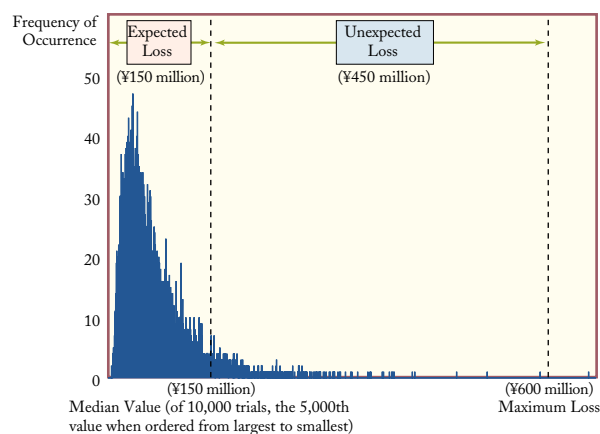 Frequency of
Occurrence
Expected
Loss
(¥150 million)
Unexpected
Loss
(¥450 million)
50
40
30
20
10
0
(¥150 million)
Median Value (of 10,000 trials, the 5,000th
value when ordered from largest to smallest)
(¥600 million)
Maximum Loss